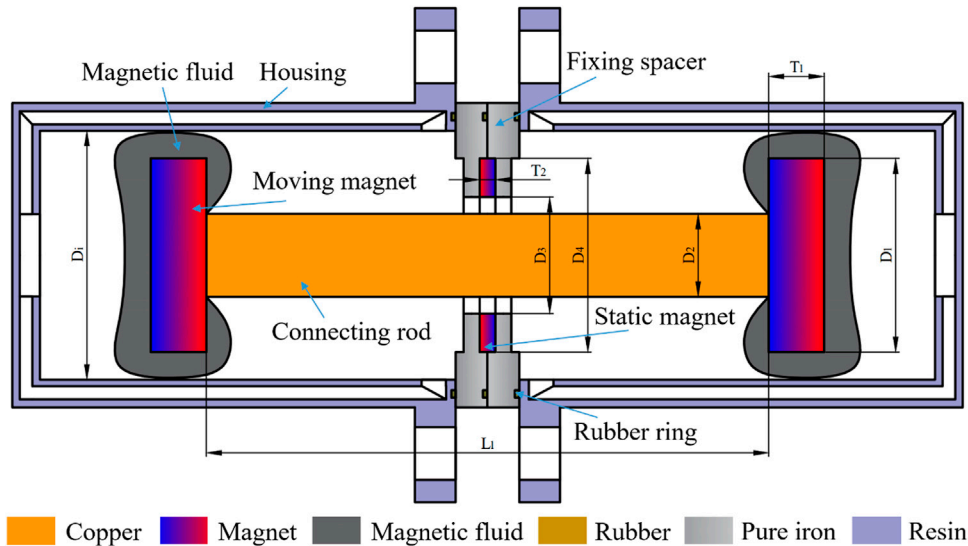 Magnetic fluid
Housing
Fixing spacer
T1
Moving magnet
T2
Di
D3
D4
D2
D1
Connecting rod
Static magnet
Rubber ring
L1
Copper
Magnet
Magnetic fluid
Rubber
Pure iron
Resin